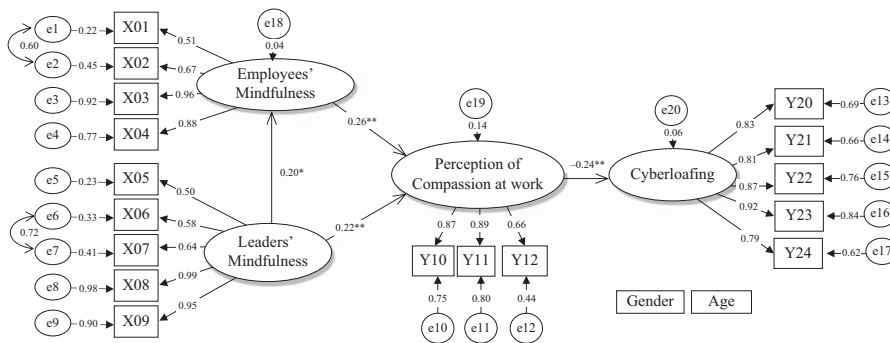 e1
0.22
X01
0.60
e2
0.45
X02
e3
0.92
X03
e4
0.77
X04
0.51
0.67
0.96
0.88
e18
0.04
Employees’
Mindfulness
0.26**
0.20*
e5
0.23
X05
e6
0.33
X06
0.72
e7
0.41
X07
e8
0.98
X08
e9
0.90
X09
0.50
0.58
0.64
0.99
0.95
Leaders’
Mindfulness
0.22**
e19
0.14
Perception of
Compassion at work
−0.24**
0.87
0.89
0.66
Y10
Y11
Y12
0.75
0.80
0.44
e10
e11
e12
e20
0.06
Cyberloafing
0.83
0.81
0.87
0.92
0.79
Y20
0.69
e13
Y21
0.66
e14
Y22
0.76
e15
Y23
0.84
e16
Y24
0.62
e17
Gender
Age